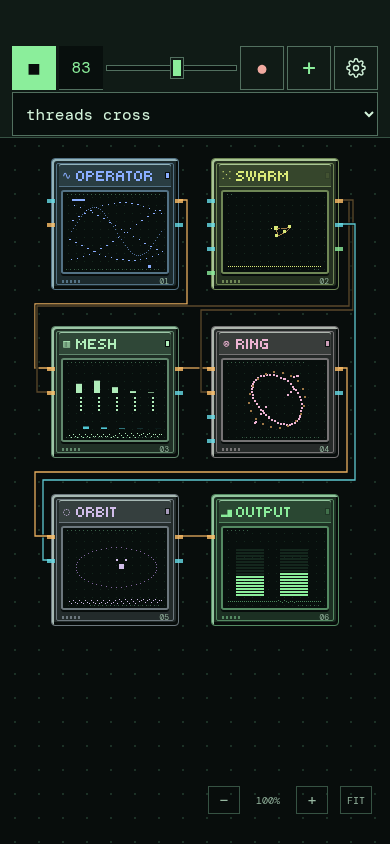 83
threads cross
OPERATOR
01
SWARM
02
MESH
03
RING
04
ORBIT
05
OUTPUT
06
100%
FIT